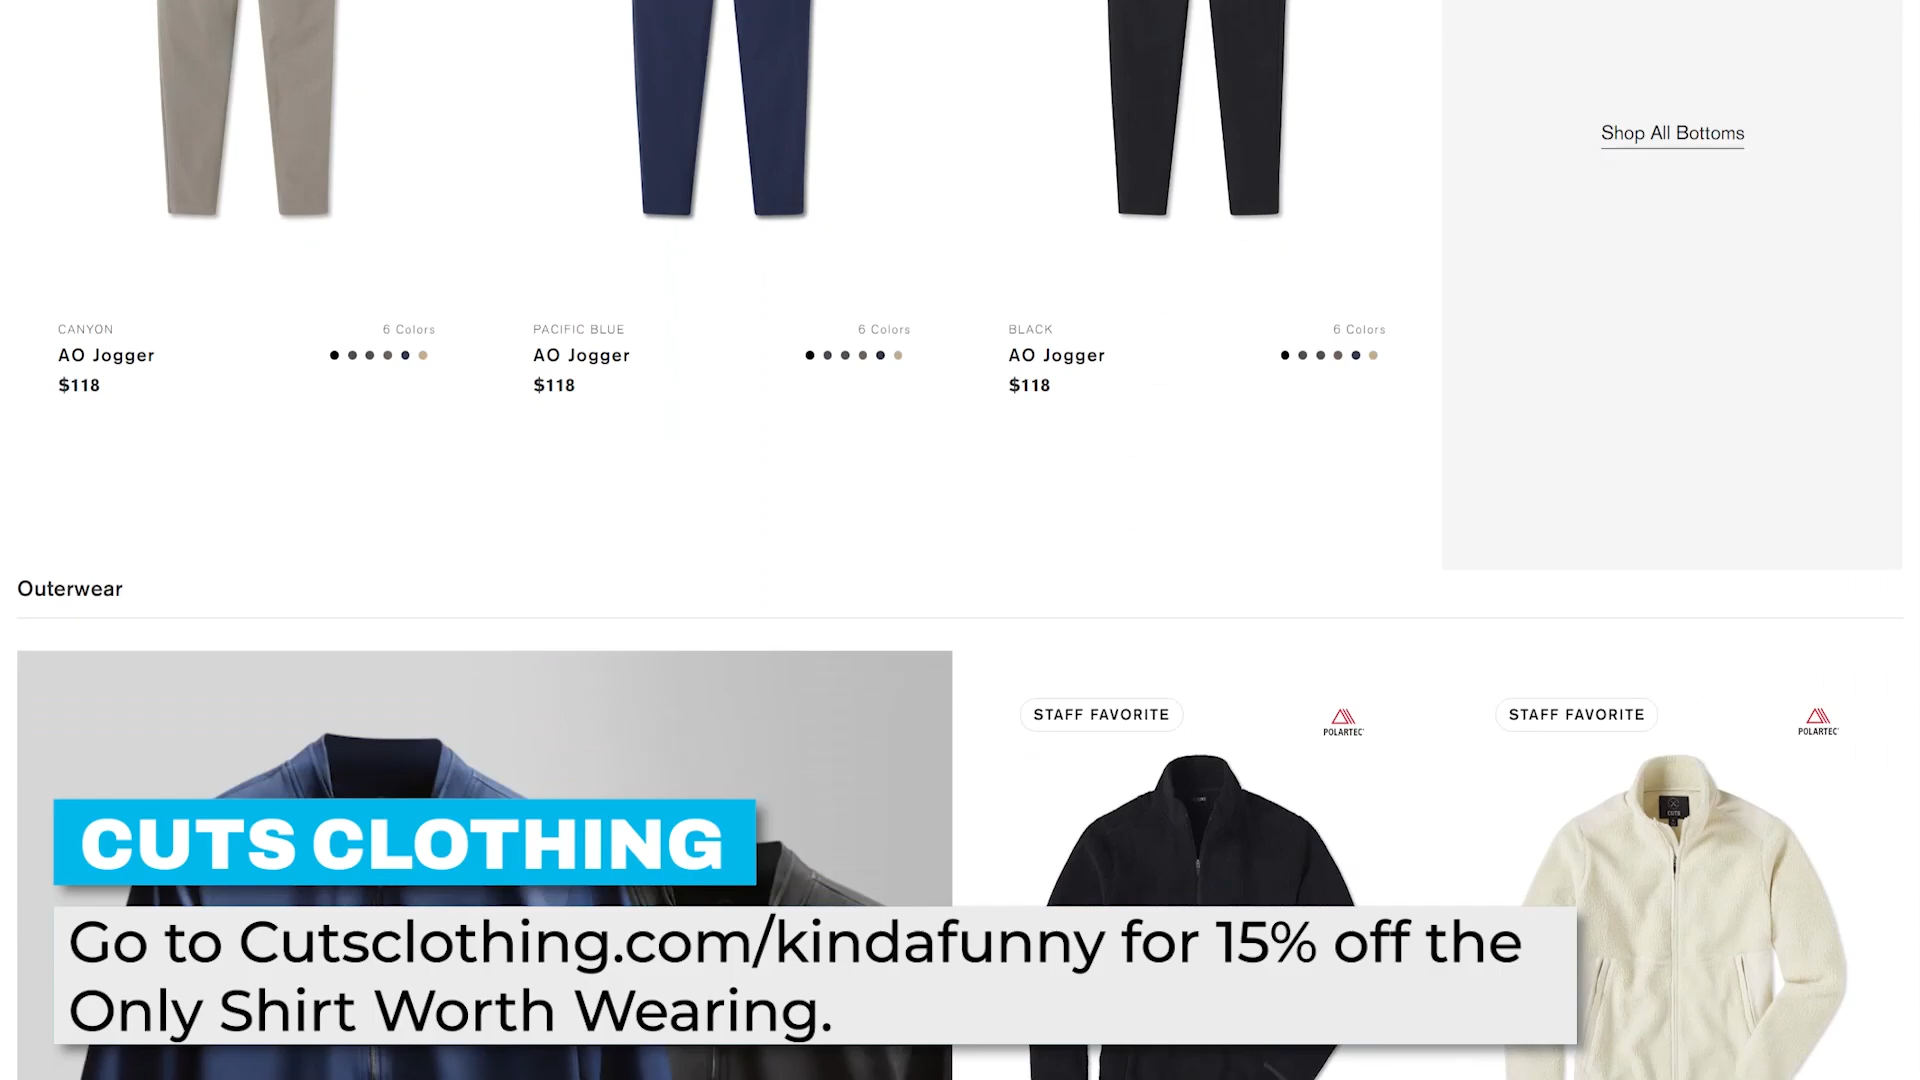 Shop All Bottoms
CANYON
6 Colors
AO Jogger
$118
PACIFIC BLUE
6 Colors
AO Jogger
$118
BLACK
6 Colors
AO Jogger
$118
Outerwear
STAFF FAVORITE
POLARTEC
STAFF FAVORITE
POLARTEC
CUTS
CUTS CLOTHING
Go to Cutsclothing.com/kindafunny for 15% off the
Only Shirt Worth Wearing.